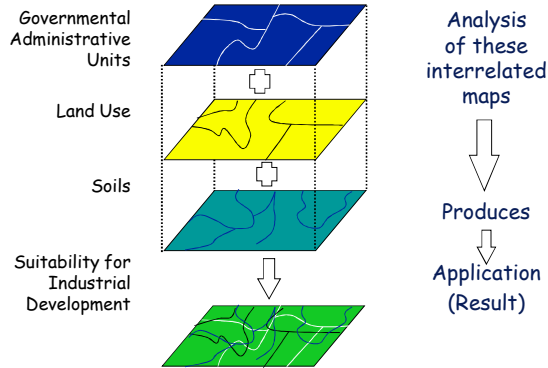 Governmental
Administrative
Units
Land Use
Soils
Suitability for
Industrial
Development
Analysis
of these
interrelated
maps
Produces
Application
(Result)